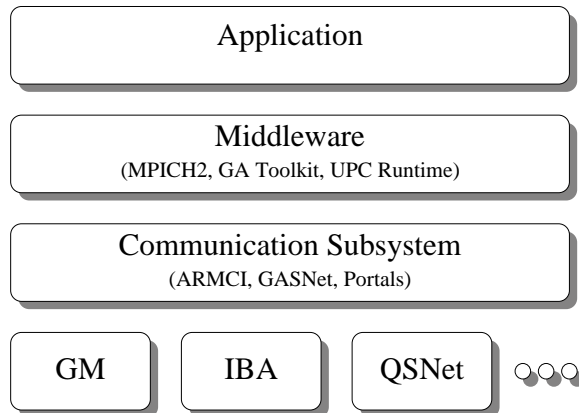 Application
Middleware
(MPICH2, GA Toolkit, UPC Runtime)
Communication Subsystem
(ARMCI, GASNet, Portals)
GM IBA QSNet